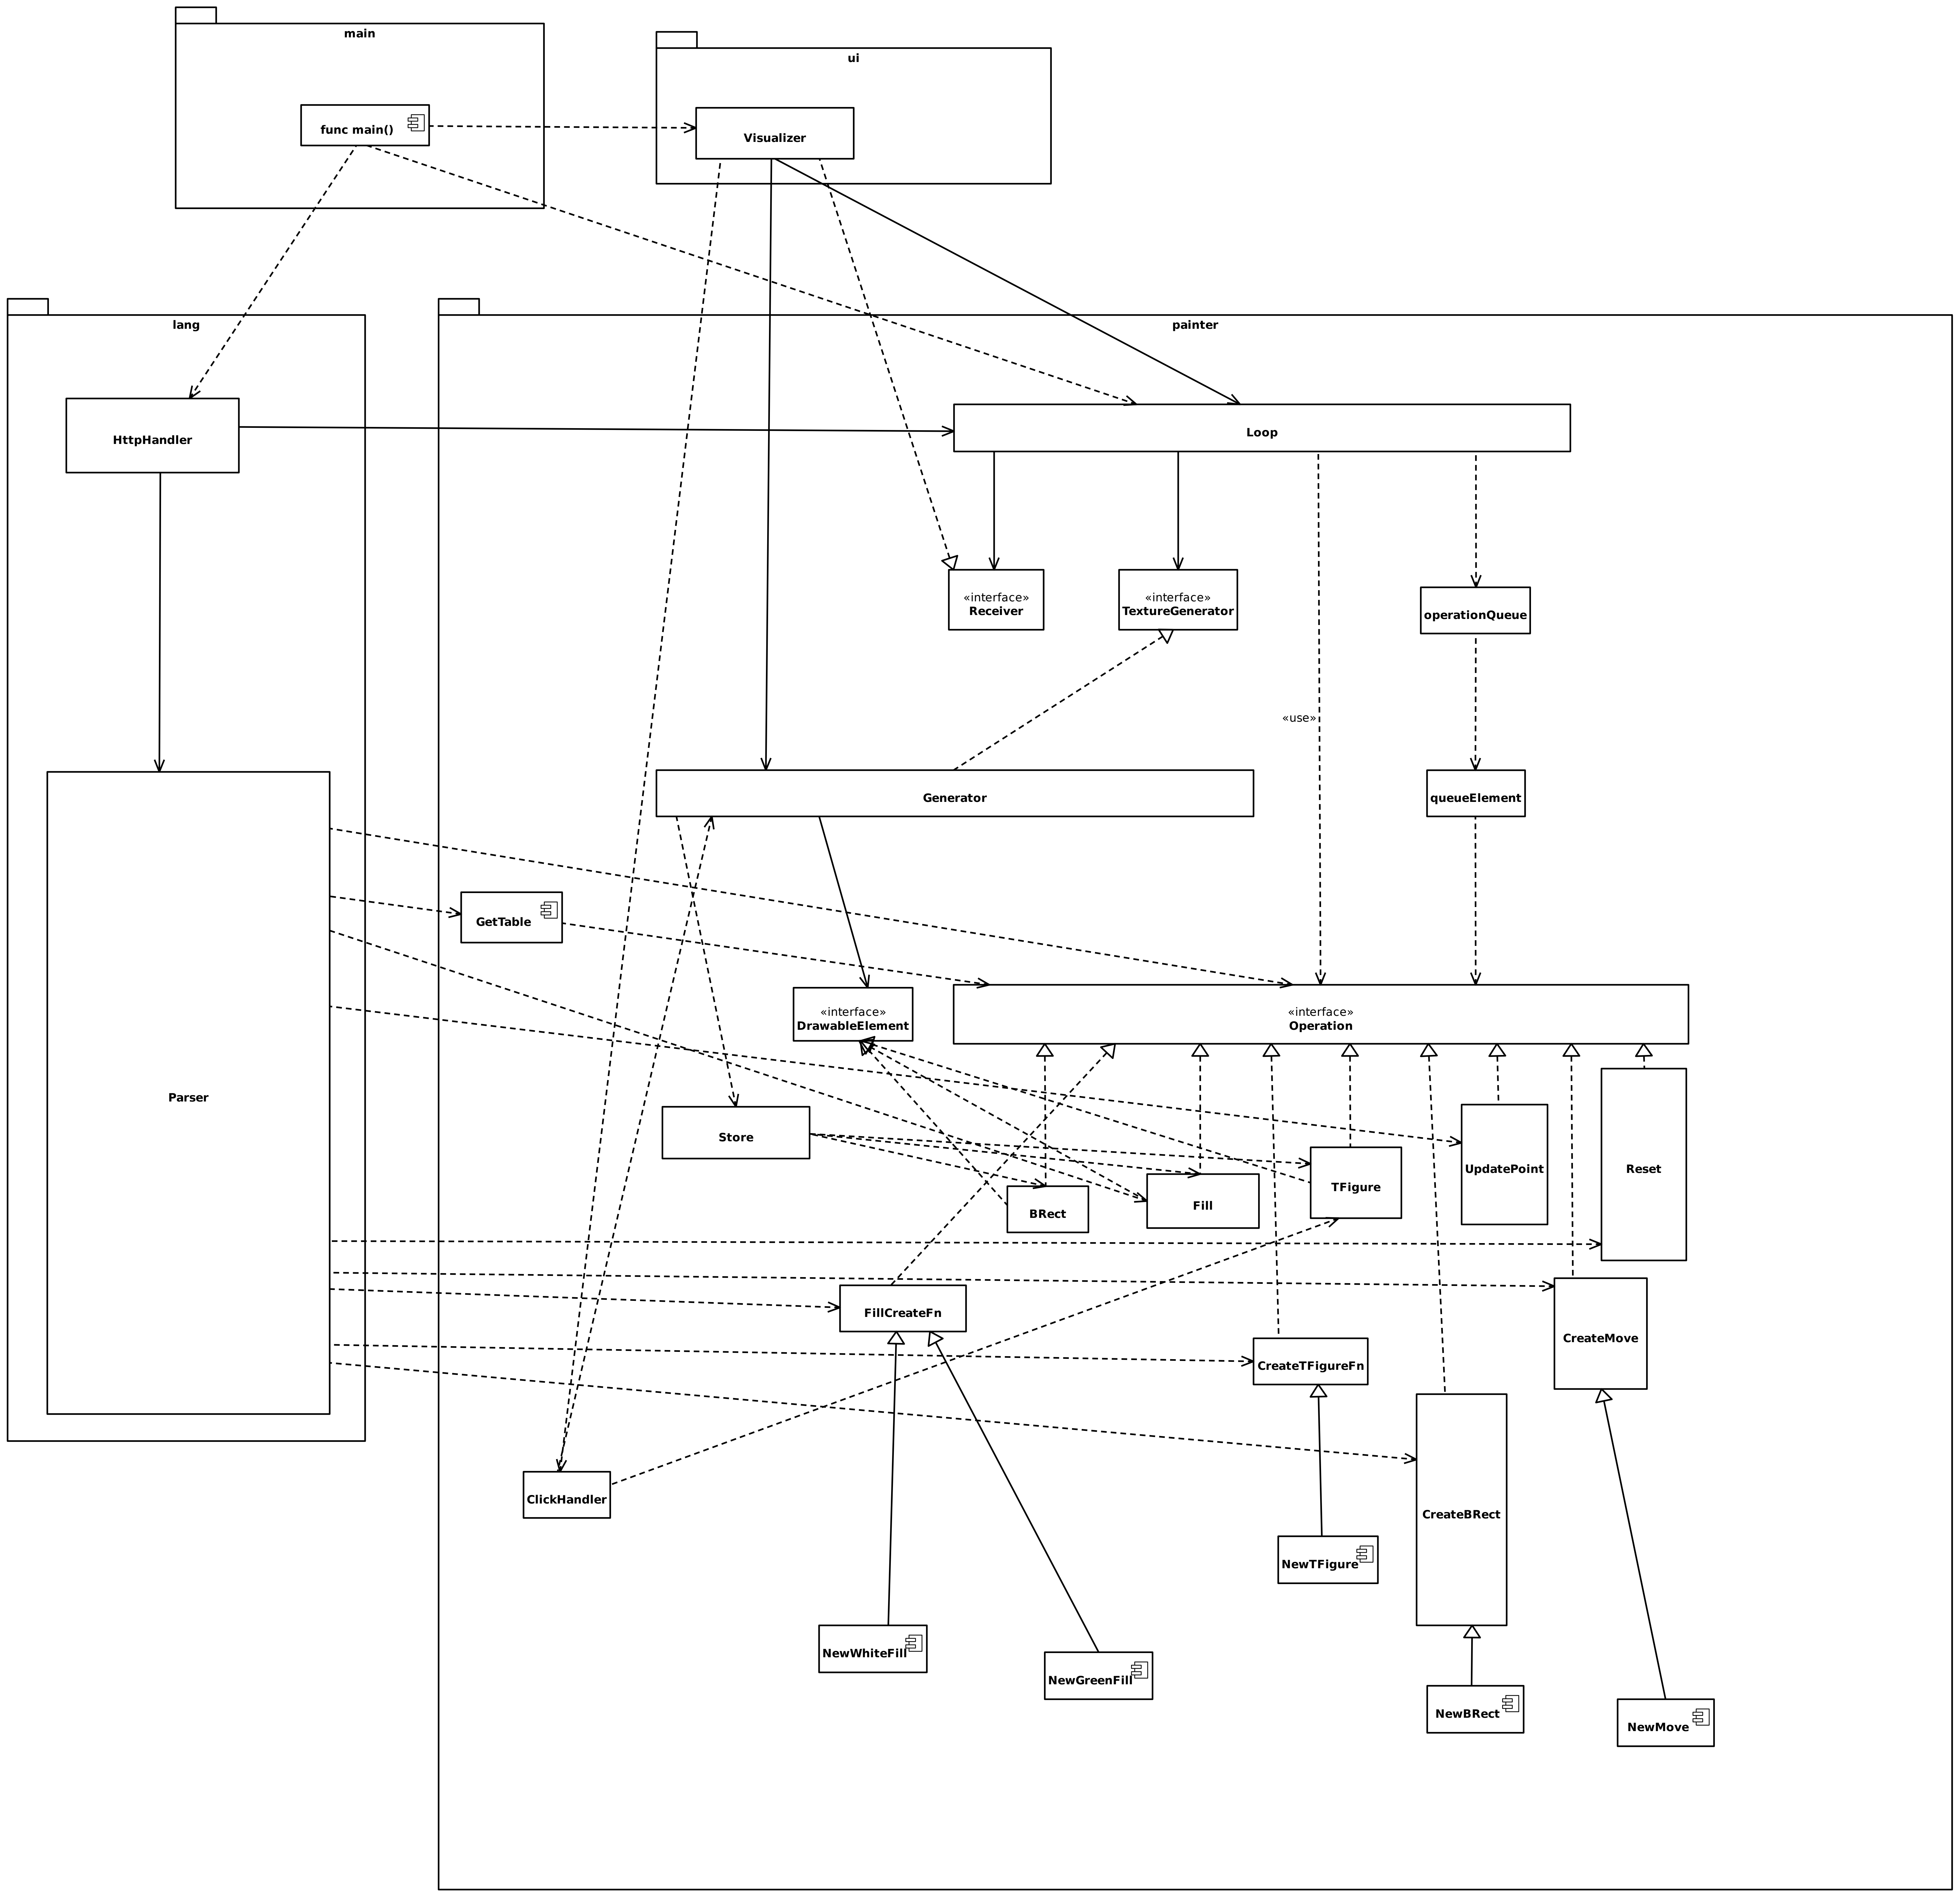 main
ui
func main()
Visualizer
lang
painter
HttpHandler
Loop
«interface»
Receiver
«interface»
TextureGenerator
operationQueue
«use»
Generator
queueElement
GetTable
«interface»
DrawableElement
«interface»
Operation
Parser
Store
BRect
Fill
TFigure
UpdatePoint
Reset
FillCreateFn
CreateTFigureFn
CreateMove
ClickHandler
CreateBRect
NewTFigure
NewWhiteFill
NewGreenFill
NewBRect
NewMove